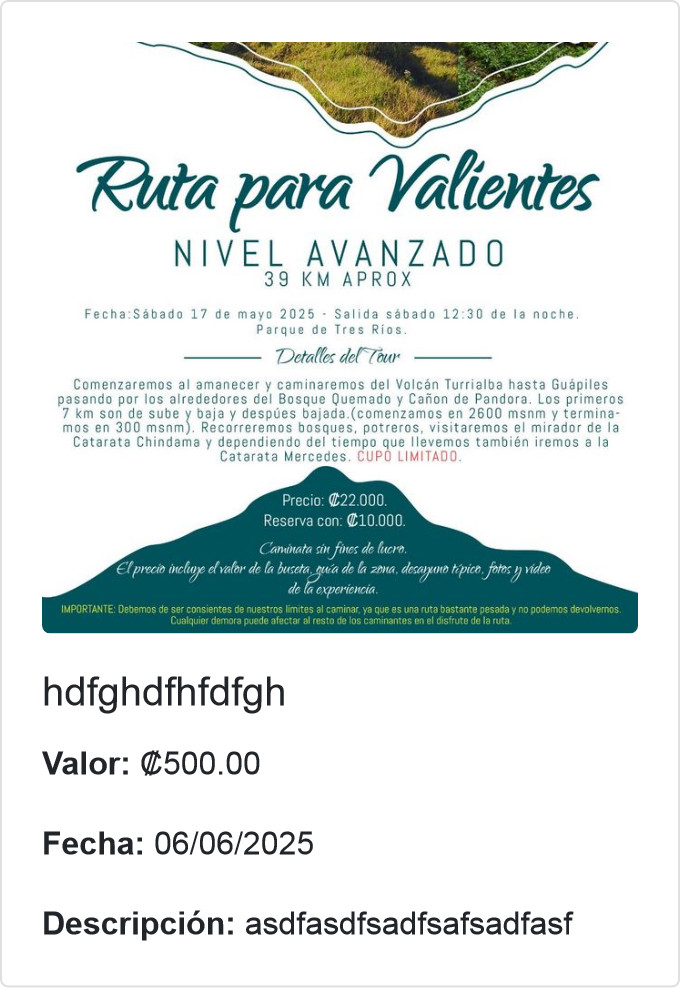 Ruta para Valientes
NIVEL AVANZADO
39 KM APROX
Fecha:Sábado 17 de mayo 2025 - Salida sábado 12:30 de la noche.
Parque de Tres Ríos.
Detalles del Tour
Comenzaremos al amanecer y caminaremos del Volcán Turrialba hasta Guápiles
pasando por los alrededores del Bosque Quemado y Cañon de Pandora. Los primeros
7 km son de sube y baja y despúes bajada.(comenzamos en 2600 msnm y termina-
mos en 300 msnm). Recorreremos bosques, potreros, visitaremos el mirador de la
Catarata Chindama y dependiendo del tiempo que llevemos también iremos a la
Catarata Mercedes. CUPO LIMITADO.
Precio: ₡22.000.
Reserva con: ₡10.000.
Caminata sin fines de lucro.
El precio incluye el valor de la buseta, guía de la zona, desayuno típico, fotos y video
de la experiencia.
IMPORTANTE: Debemos de ser consientes de nuestros límites al caminar, ya que es una ruta bastante pesada y no podemos devolvernos.
Cualquier demora puede afectar al resto de los caminantes en el disfrute de la ruta.
hdfghdfhfdfgh
Valor: ₡500.00
Fecha: 06/06/2025
Descripción: asdfasdfsadfsafsadfasf